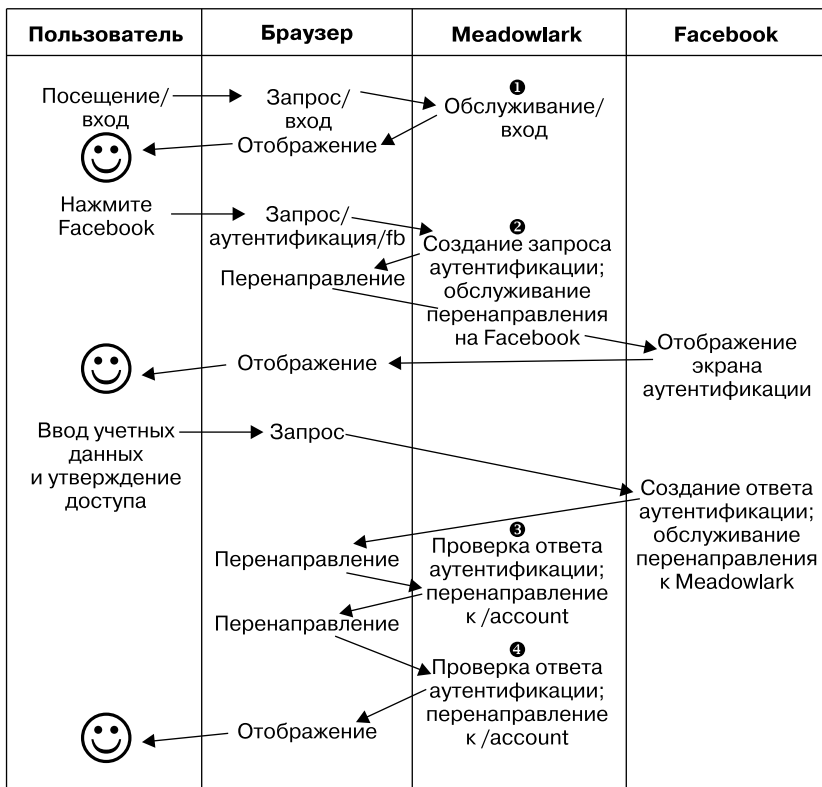 Пользователь
Браузер
Meadowlark
Facebook
Посещение/
вход
Запрос/
вход
❶
Обслуживание/
вход
Отображение
Нажмите
Facebook
Запрос/
аутентификация/fb
❷
Создание запроса
аутентификации;
обслуживание
перенаправления
на Facebook
Перенаправление
Отображение
экрана
аутентификации
Отображение
Ввод учетных
данных
и утверждение
доступа
Запрос
Создание ответа
аутентификации;
обслуживание
перенаправления
к Meadowlark
Перенаправление
❸
Проверка ответа
аутентификации;
перенаправление
к /account
Перенаправление
❹
Проверка ответа
аутентификации;
перенаправление
к /account
Отображение